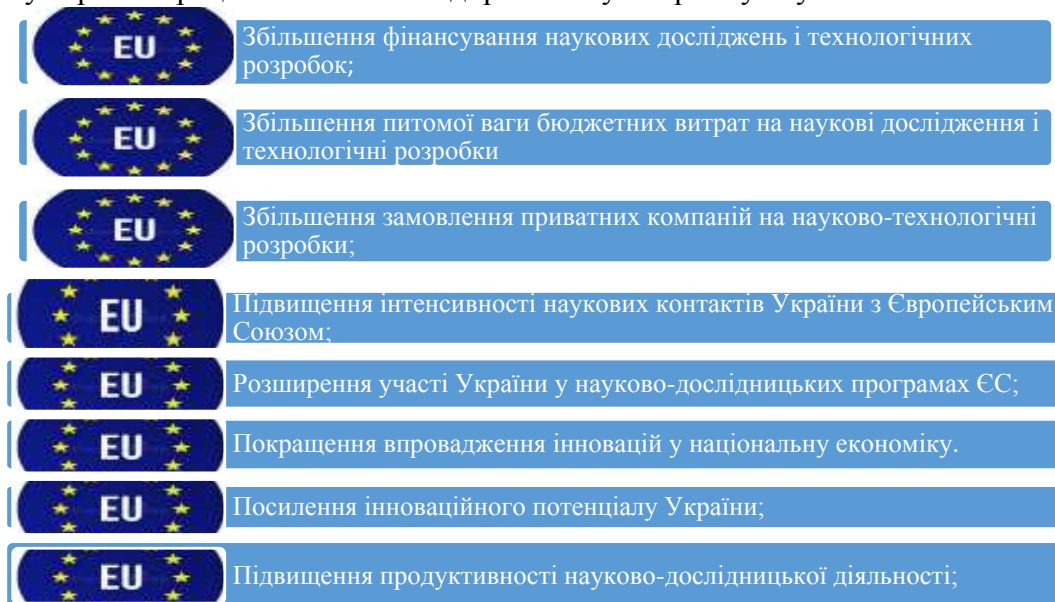 EU
Збільшення фінансування наукових досліджень і технологічних
розробок;
EU
Збільшення питомої ваги бюджетних витрат на наукові дослідження і
технологічні розробки
EU
Збільшення замовлення приватних компаній на науково-технологічні
розробки;
EU
Підвищення інтенсивності наукових контактів України з Європейським
Союзом;
EU
Розширення участі України у науково-дослідницьких програмах ЄС;
EU
Покращення впровадження інновацій у національну економіку.
EU
Посилення інноваційного потенціалу України;
EU
Підвищення продуктивності науково-дослідницької діяльності;